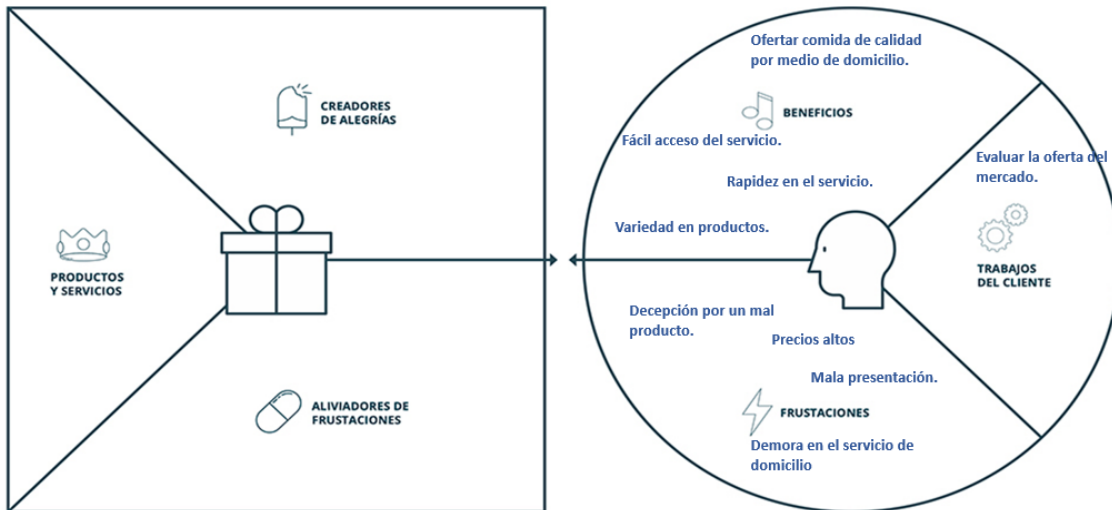 CREADORES
DE ALEGRÍAS
PRODUCTOS
Y SERVICIOS
ALIVIADORES DE
FRUSTACIONES
Ofertar comida de calidad
por medio de domicilio.
BENEFICIOS
Fácil acceso del servicio.
Rapidez en el servicio.
Variedad en productos.
Evaluar la oferta del
mercado.
TRABAJOS
DEL CLIENTE
Decepción por un mal
producto.
Precios altos
Mala presentación.
FRUSTACIONES
Demora en el servicio de
domicilio